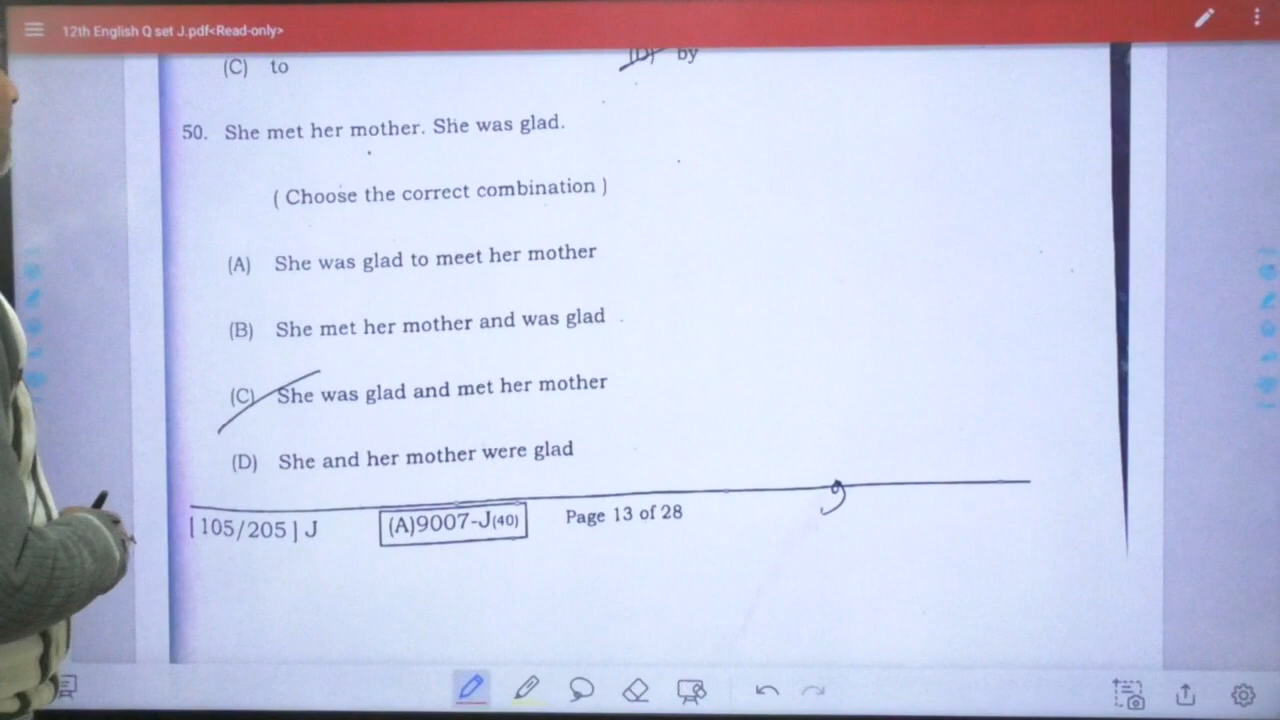 12th English Q set J.pdf<Read-only>
(C) to (D) by
50. She met her mother. She was glad.
( Choose the correct combination )
(A) She was glad to meet her mother
(B) She met her mother and was glad
(C) She was glad and met her mother
(D) She and her mother were glad
| 105/205 | J (A)9007-J(40) Page 13 of 28